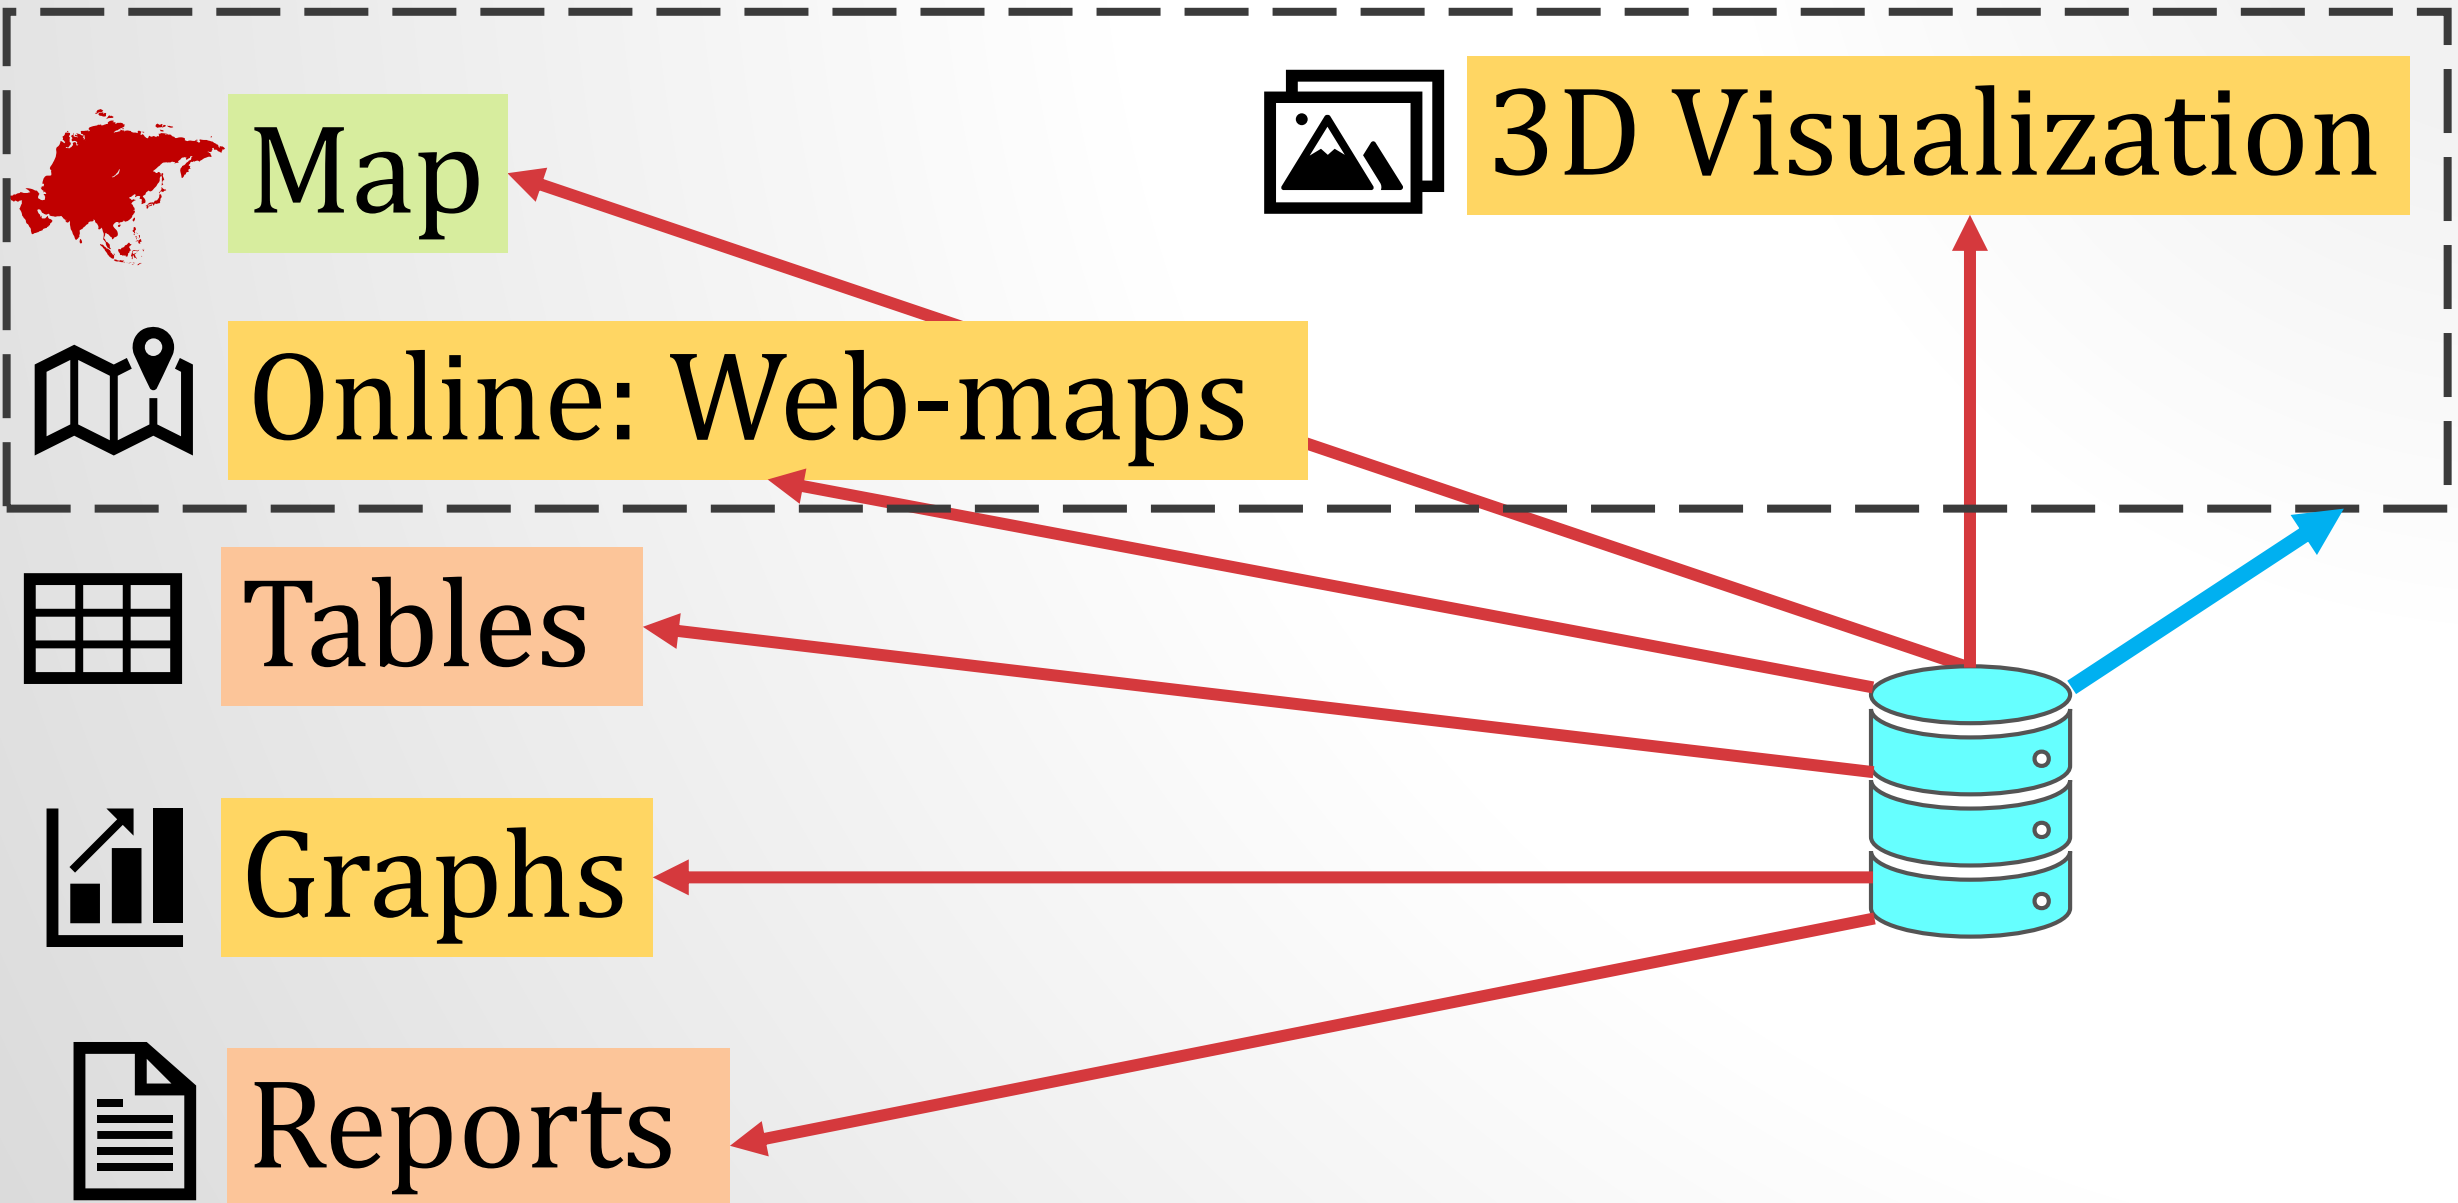 Map
3D Visualization
Online: Web-maps
Tables
Graphs
Reports